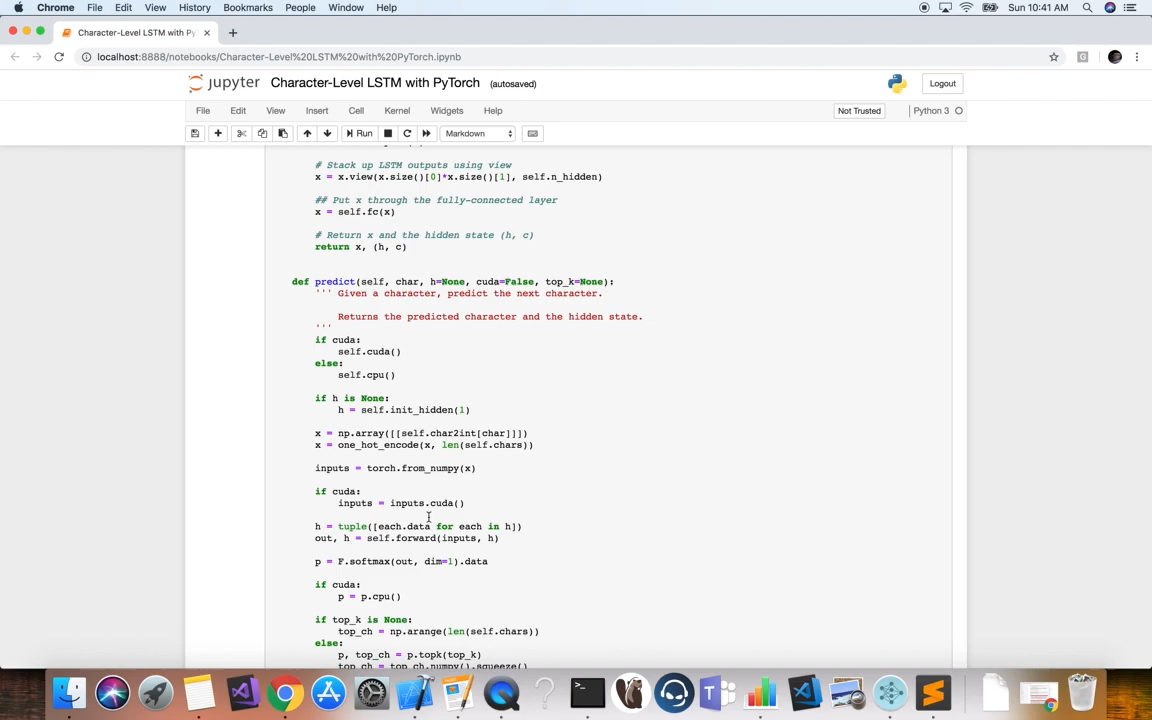 Chrome File Edit View History Bookmarks People Window Help Sun 10:41 AM
Character-Level LSTM with Py
localhost:8888/notebooks/Character-Level%20LSTM%20with%20PyTorch.ipynb
jupyter Character-Level LSTM with PyTorch (autosaved) Logout
File Edit View Insert Cell Kernel Widgets Help Not Trusted Python 3
Run Markdown
# Stack up LSTM outputs using view
x = x.view(x.size()[0]*x.size()[1], self.n_hidden)
## Put x through the fully-connected layer
x = self.fc(x)
# Return x and the hidden state (h, c)
return x, (h, c)
def predict(self, char, h=None, cuda=False, top_k=None):
''' Given a character, predict the next character.
Returns the predicted character and the hidden state.
'''
if cuda:
self.cuda()
else:
self.cpu()
if h is None:
h = self.init_hidden(1)
x = np.array([[self.char2int[char]]])
x = one_hot_encode(x, len(self.chars))
inputs = torch.from_numpy(x)
if cuda:
inputs = inputs.cuda()
h = tuple([each.data for each in h])
out, h = self.forward(inputs, h)
p = F.softmax(out, dim=1).data
if cuda:
p = p.cpu()
if top_k is None:
top_ch = np.arange(len(self.chars))
else:
p, top_ch = p.topk(top_k)
top_ch = top_ch.numpy().squeeze()